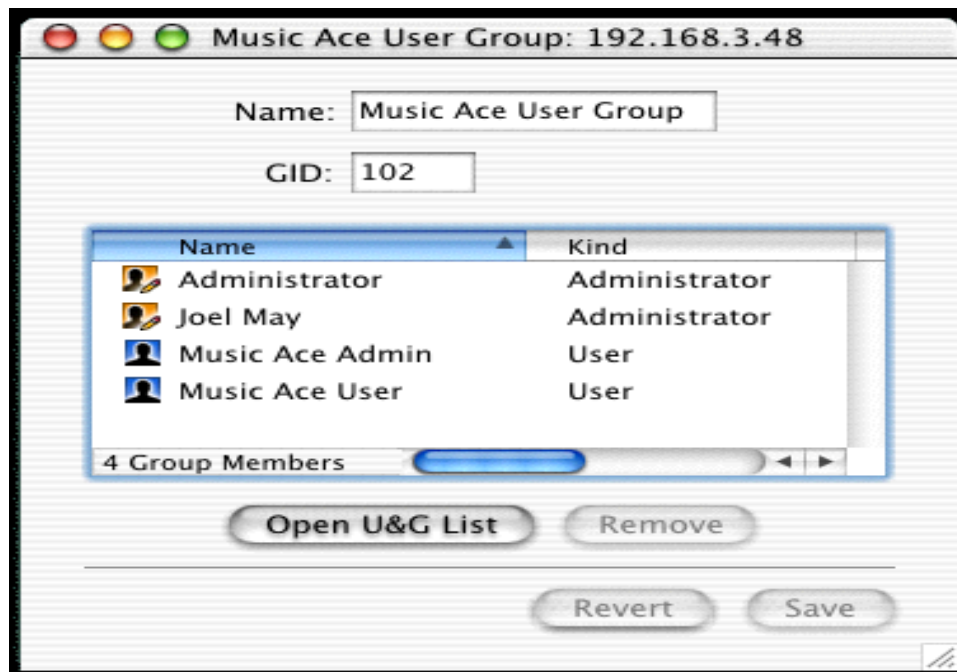 Music Ace User Group: 192.168.3.48
Name: Music Ace User Group
GID: 102
Name Kind
Administrator Administrator
Joel May Administrator
Music Ace Admin User
Music Ace User User
4 Group Members
Open U&G List Remove
Revert Save